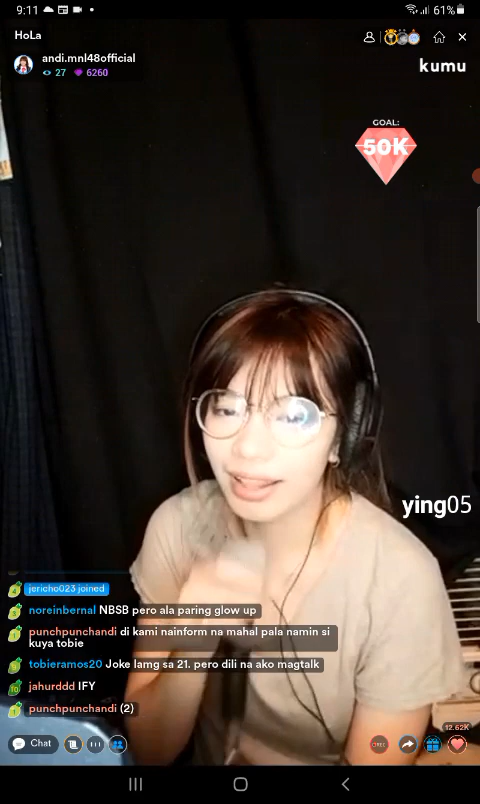 9:11
61%
HoLa
andi.mnl48official
27 6260
kumu
GOAL:
50K
ying05
jericho023 joined
noreinbernal NBSB pero ala paring glow up
punchpunchandi di kami nainform na mahal pala namin si
kuya tobie
tobieramos20 Joke lamg sa 21. pero dili na ako magtalk
jahurddd IFY
punchpunchandi (2)
12.62K
Chat
REC